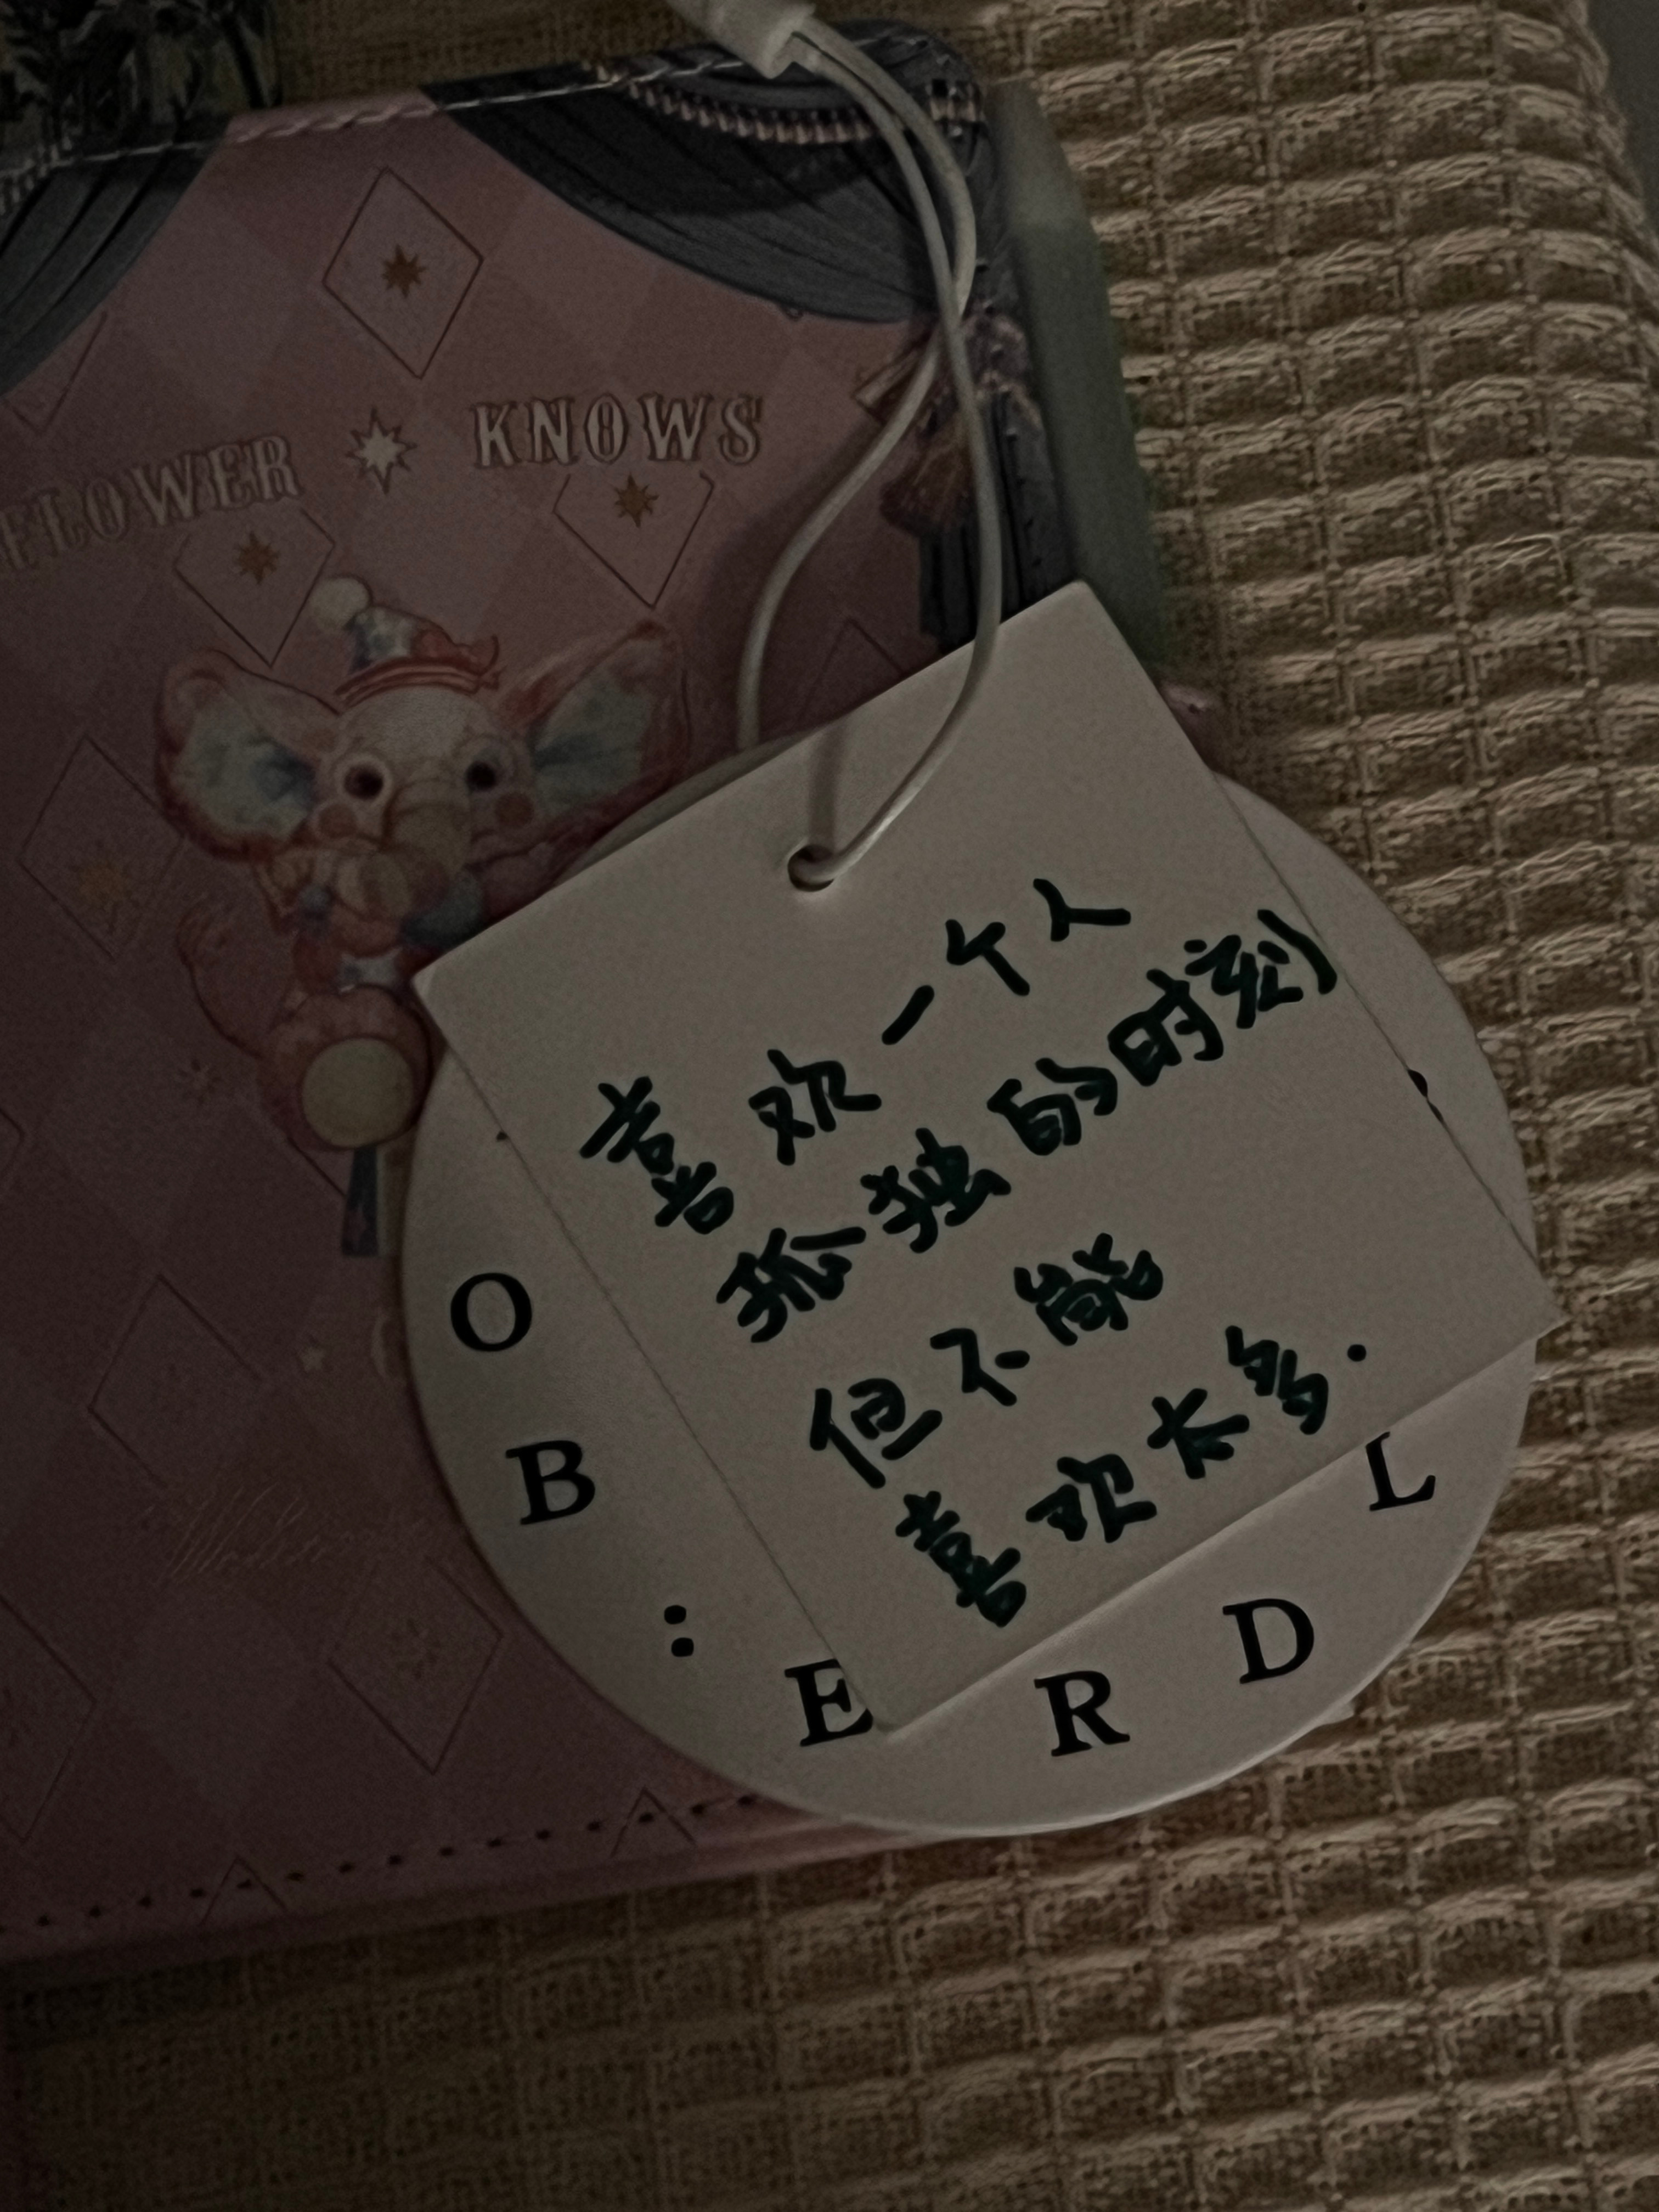 FLOWER KNOWS
喜欢一个人
孤独的时刻
但不能
喜欢太多.
O B : E R D L